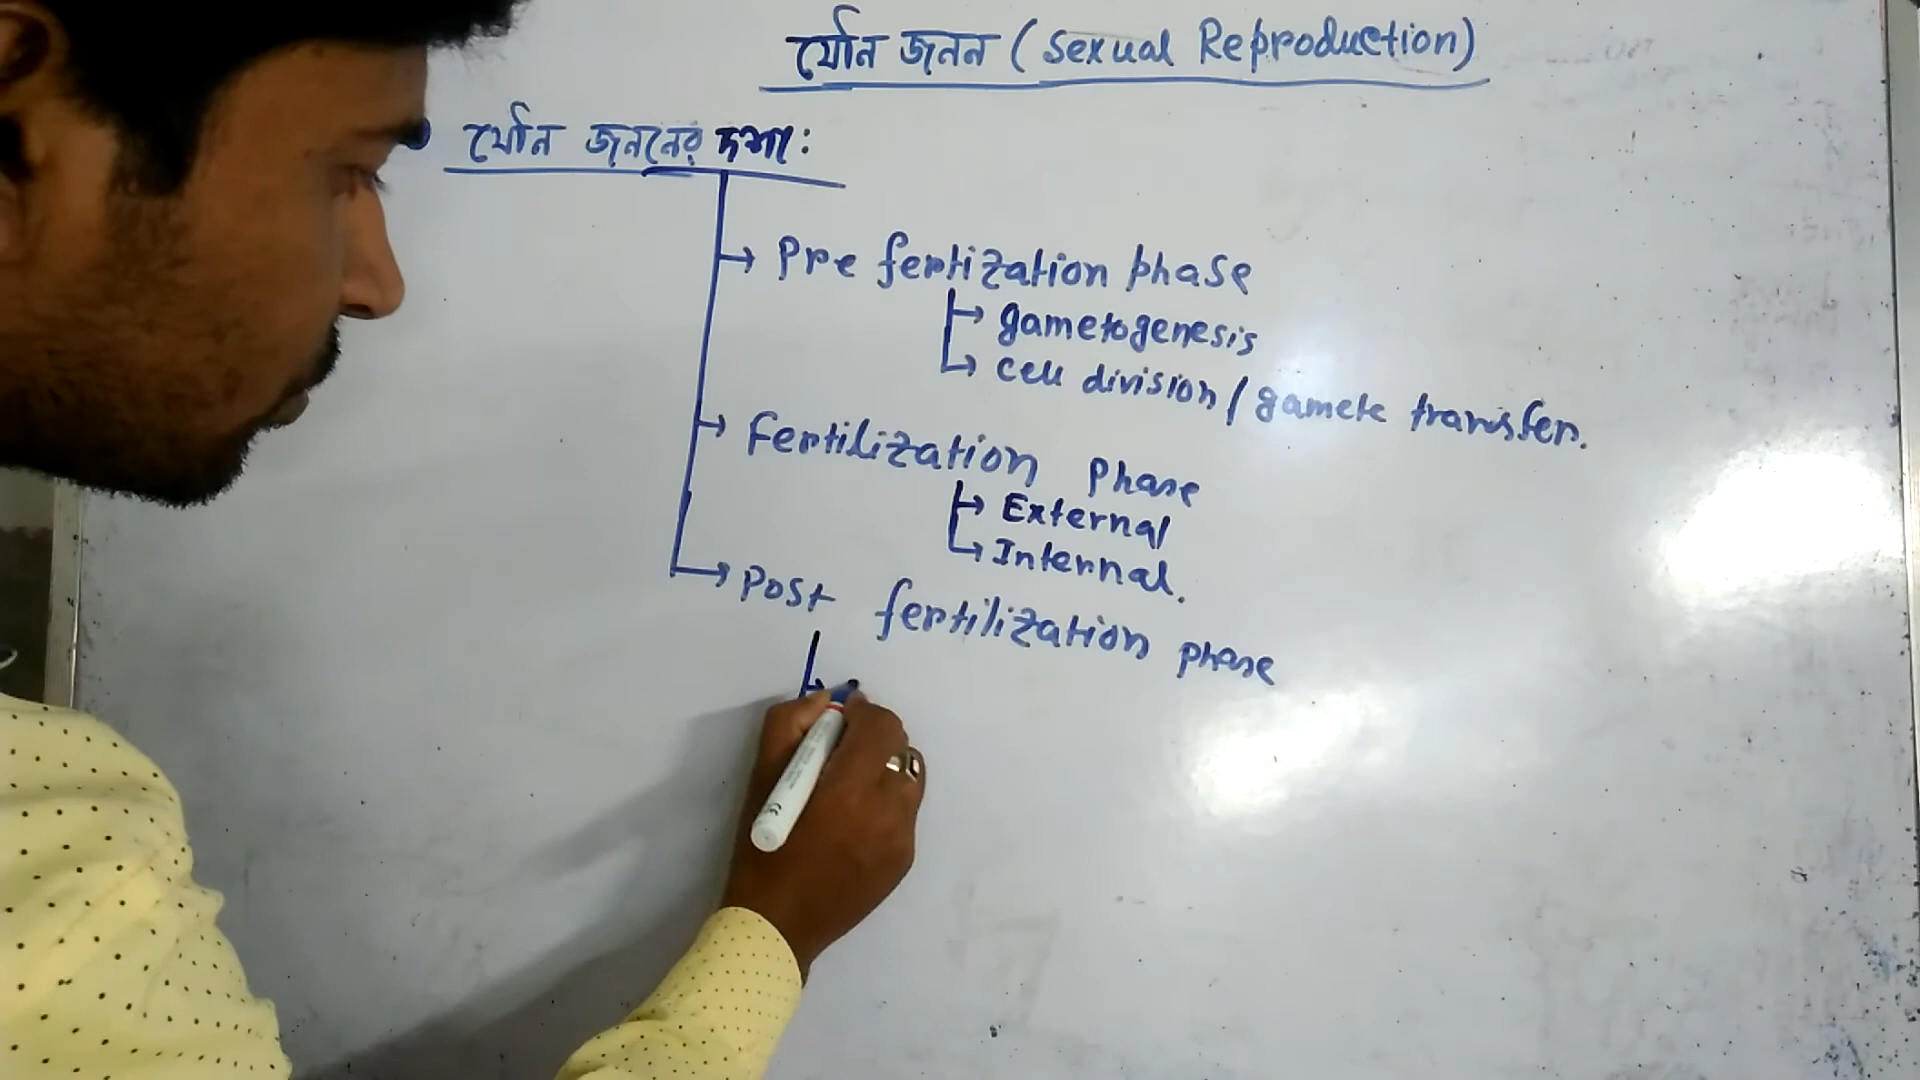 যৌন জনন (Sexual Reproduction)
যৌন জননের দশা:
→ Pre fertization phase
→ gametogenesis
→ cell division / gamete transfer.
→ Fertilization Phase
→ External
→ Internal.
→ Post fertilization phase